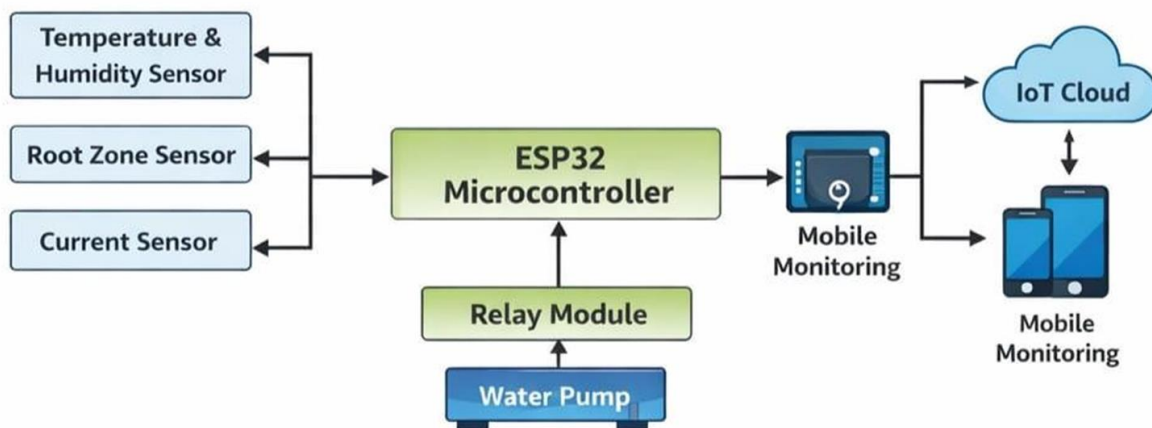 Temperature &
Humidity Sensor
Root Zone Sensor
Current Sensor
ESP32
Microcontroller
Relay Module
Water Pump
Mobile
Monitoring
IoT Cloud
Mobile
Monitoring